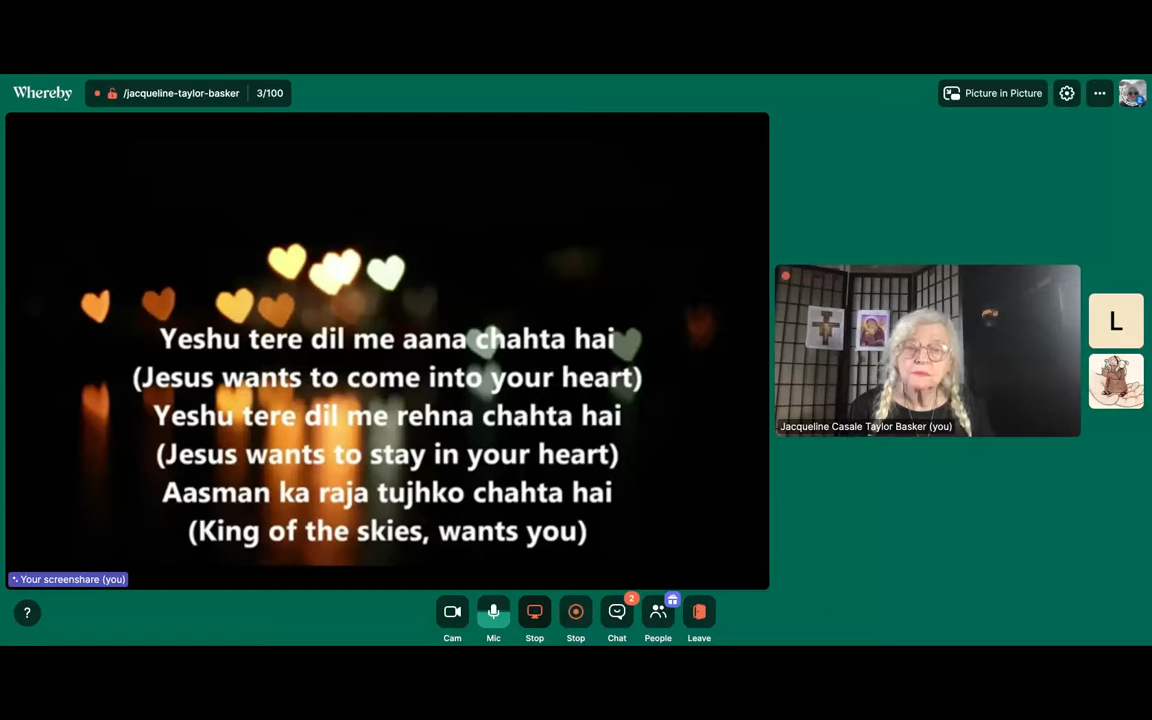 Whereby
/jacqueline-taylor-basker
3/100
Picture in Picture
Yeshu tere dil me aana chahta hai
(Jesus wants to come into your heart)
Yeshu tere dil me rehna chahta hai
(Jesus wants to stay in your heart)
Aasman ka raja tujhko chahta hai
(King of the skies, wants you)
Jacqueline Casale Taylor Basker (you)
L
Your screenshare (you)
?
2
Cam
Mic
Stop
Stop
Chat
People
Leave